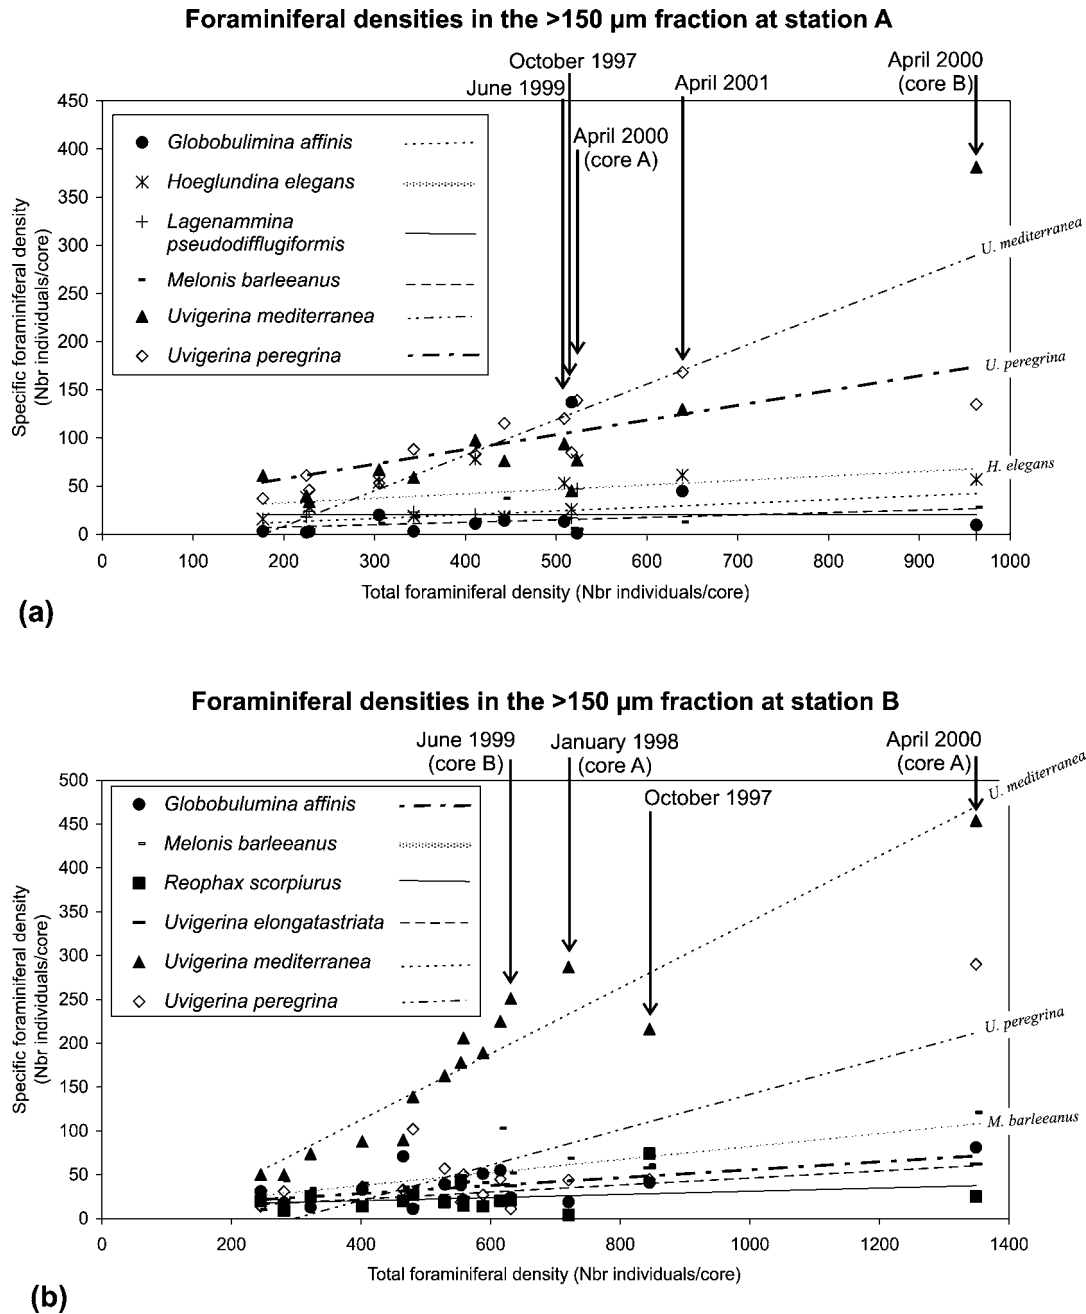 Foraminiferal densities in the >150 µm fraction at station A
October 1997
June 1999
April 2000
(core A)
April 2001
April 2000
(core B)
Specific foraminiferal density
(Nbr individuals/core)
450
400
350
300
250
200
150
100
50
0
Globobulimina affinis
Hoeglundina elegans
Lagenammina
pseudodifflugiformis
Melonis barleeanus
Uvigerina mediterranea
Uvigerina peregrina
U. mediterranea
U. peregrina
H. elegans
0 100 200 300 400 500 600 700 800 900 1000
Total foraminiferal density (Nbr individuals/core)
(a)
Foraminiferal densities in the >150 µm fraction at station B
June 1999
(core B)
January 1998
(core A)
October 1997
April 2000
(core A)
Specific foraminiferal density
(Nbr individuals/core)
500
450
400
350
300
250
200
150
100
50
0
Globobulumina affinis
Melonis barleeanus
Reophax scorpiurus
Uvigerina elongatastriata
Uvigerina mediterranea
Uvigerina peregrina
U. mediterranea
U. peregrina
M. barleeanus
0 200 400 600 800 1000 1200 1400
Total foraminiferal density (Nbr individuals/core)
(b)